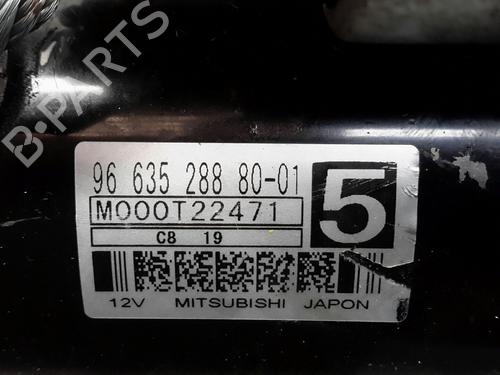 B-PARTS
96 635 288 80-01
5
M000T22471
C8 19
12V MITSUBISHI JAPON